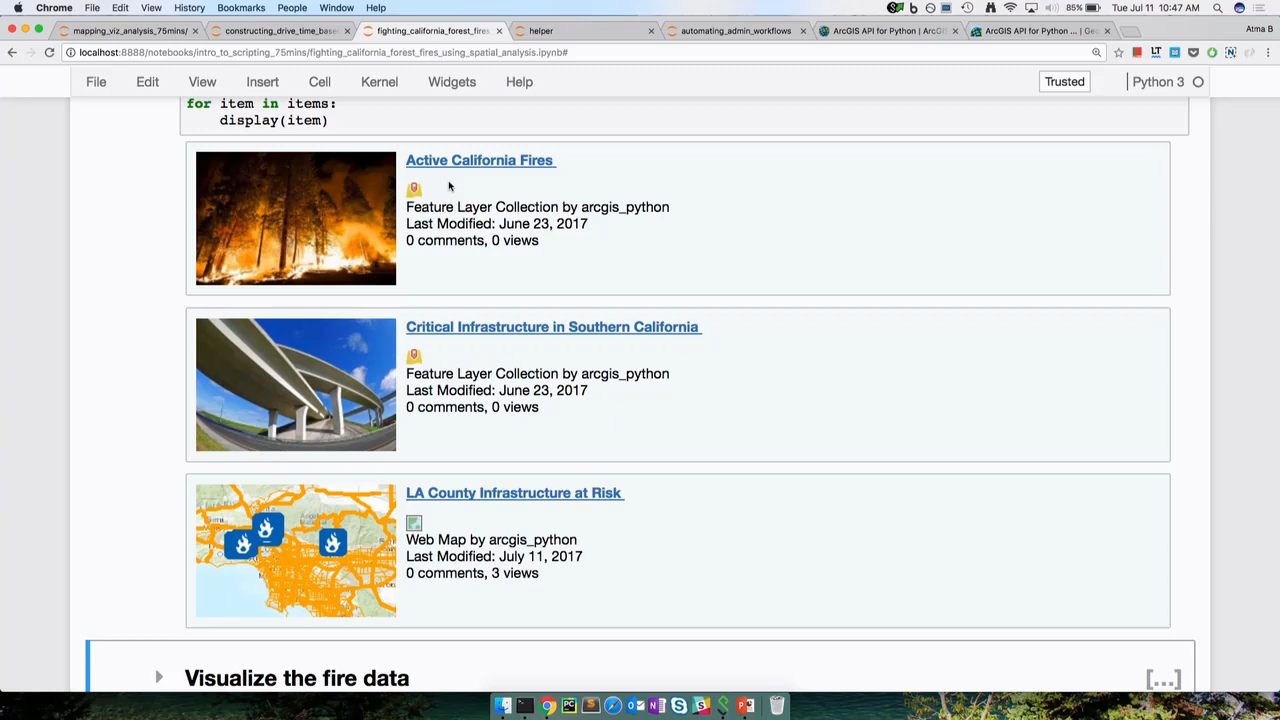 Chrome File Edit View History Bookmarks People Window Help 85% Tue Jul 11 10:47 AM
mapping_viz_analysis_75mins/ constructing_drive_time_base fighting_california_forest_fires helper automating_admin_workflows ArcGIS API for Python | ArcG ArcGIS API for Python ... | Ge Atma B
localhost:8888/notebooks/intro_to_scripting_75mins/fighting_california_forest_fires_using_spatial_analysis.ipynb#
File Edit View Insert Cell Kernel Widgets Help Trusted Python 3
for item in items:
display(item)
Active California Fires
Feature Layer Collection by arcgis_python
Last Modified: June 23, 2017
0 comments, 0 views
Critical Infrastructure in Southern California
Feature Layer Collection by arcgis_python
Last Modified: June 23, 2017
0 comments, 0 views
LA County Infrastructure at Risk
Web Map by arcgis_python
Last Modified: July 11, 2017
0 comments, 3 views
Visualize the fire data
[...]